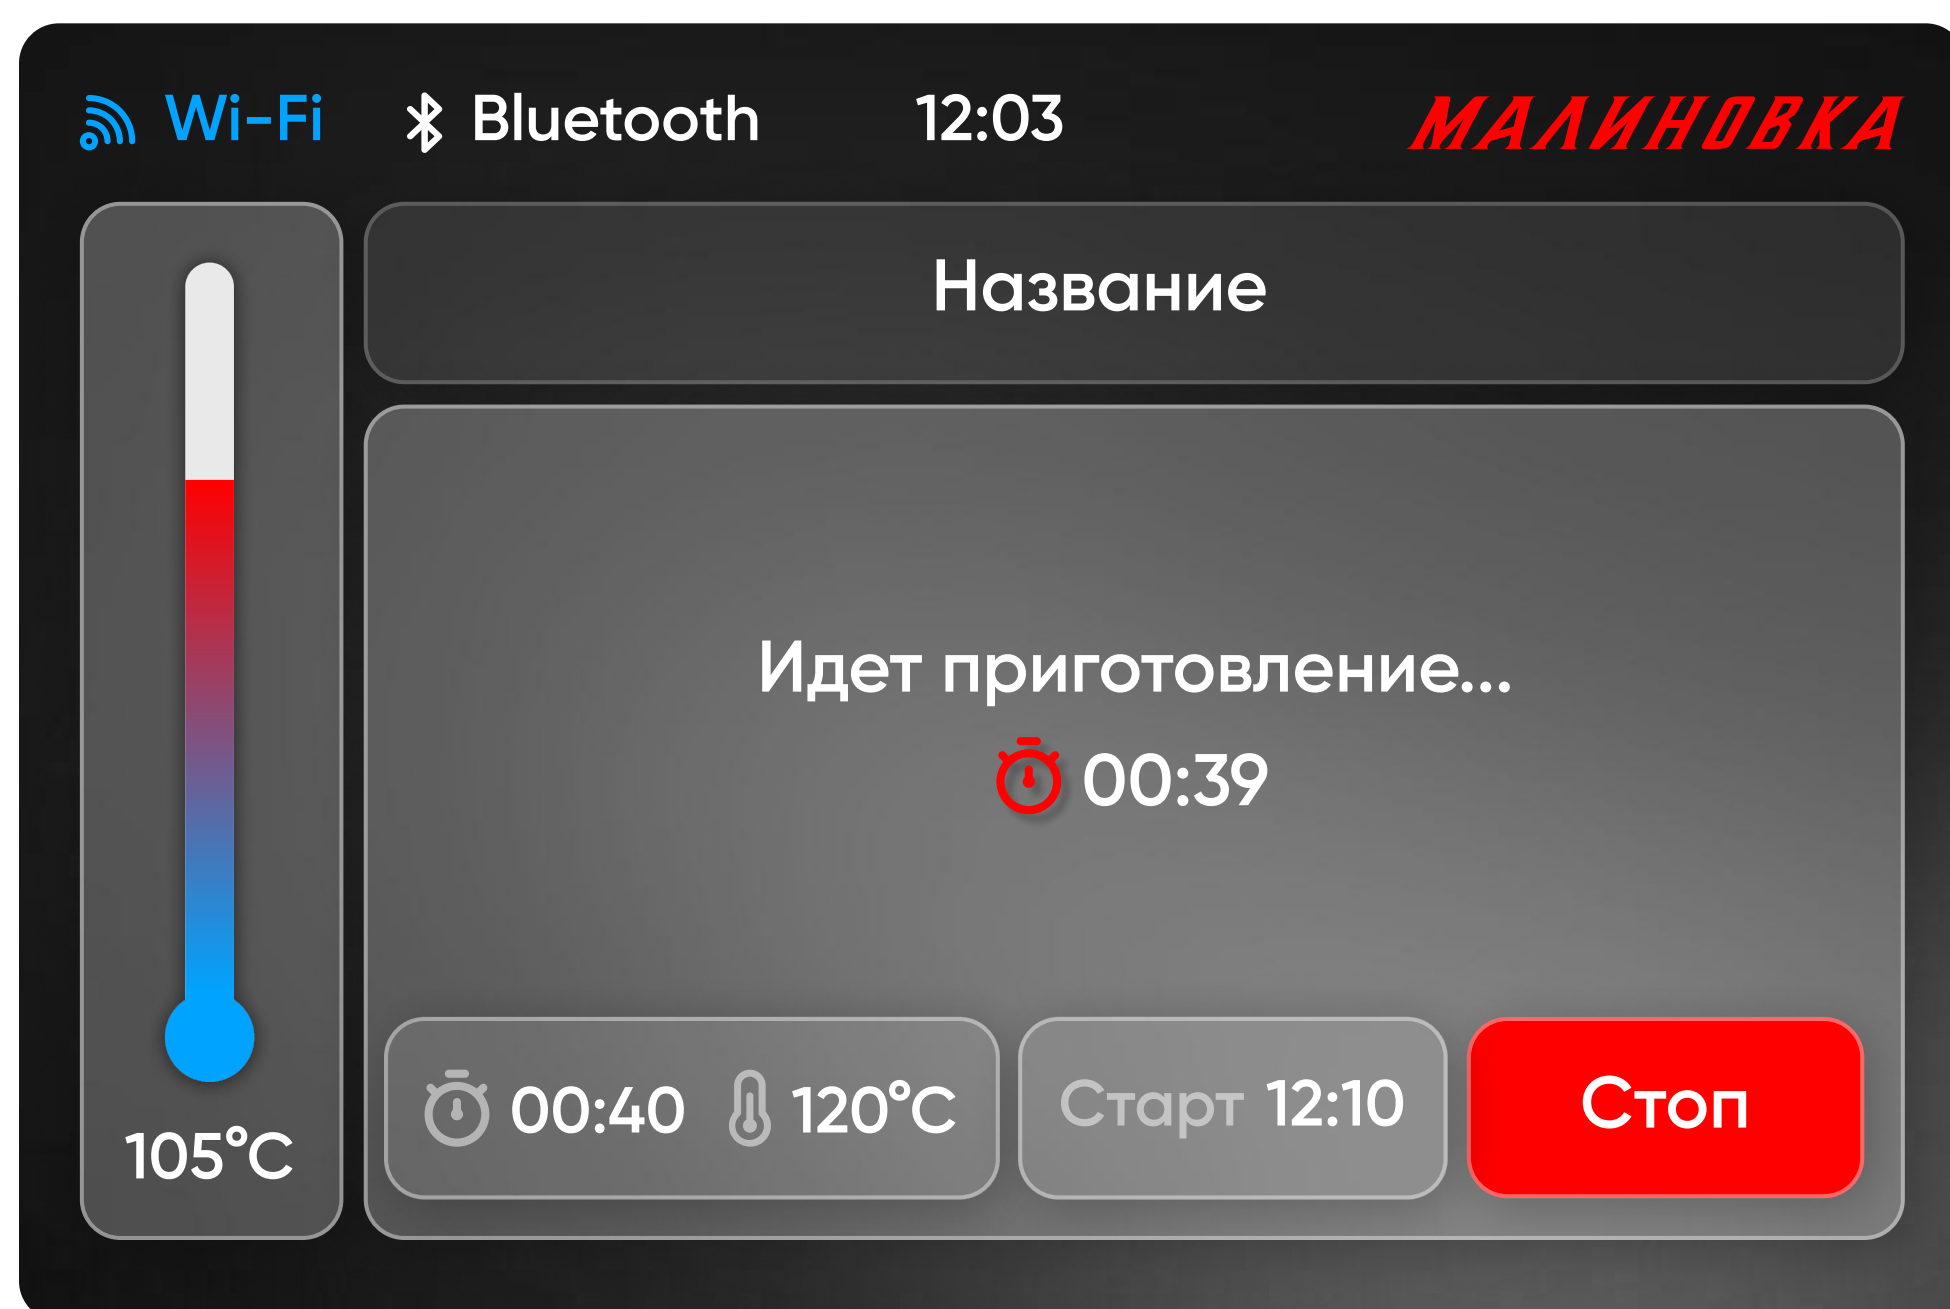 Wi-Fi Bluetooth 12:03 МАЛИНОВКА
Название
Идет приготовление...
00:39
00:40 120°C Старт 12:10 Стоп
105°C